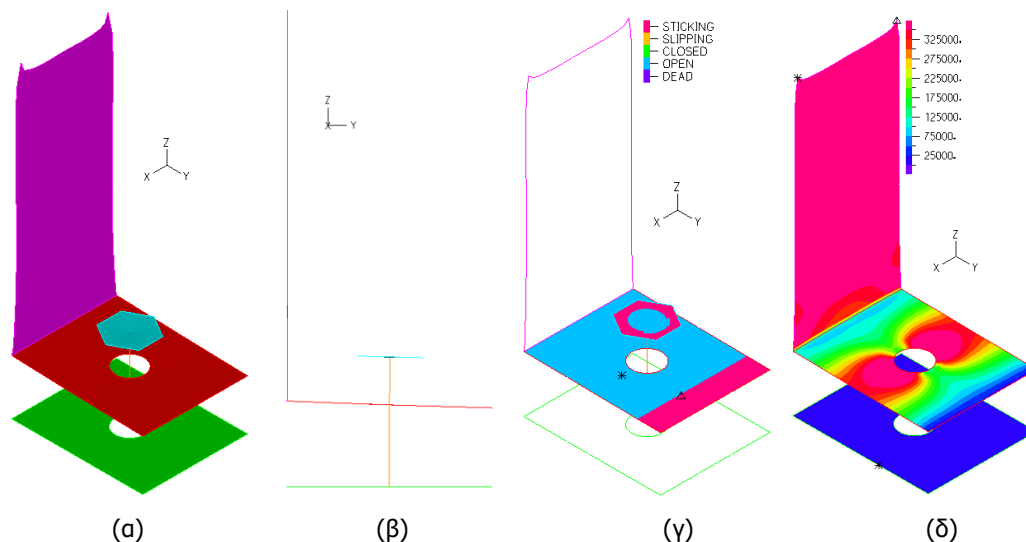 STICKING
SLIPPING
CLOSED
OPEN
DEAD
325000.
275000.
225000.
175000.
125000.
75000.
25000.
Z
X Y
Z
X Y
Z
X Y
Z
X Y
(α) (β) (γ) (δ)